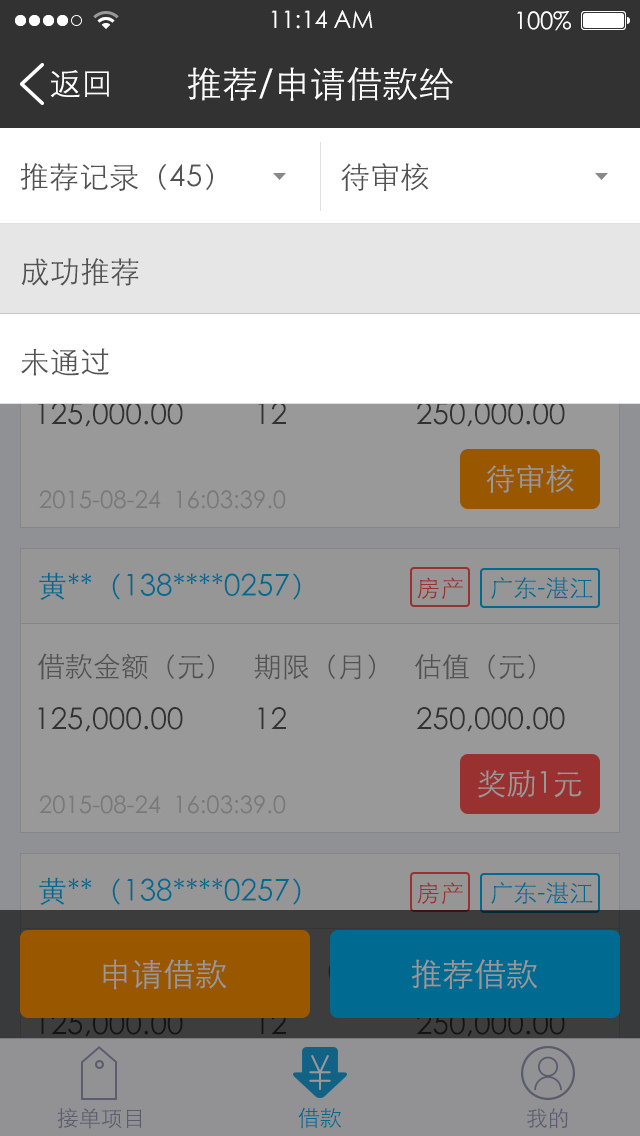 11:14 AM 100%
返回 推荐/申请借款给
推荐记录（45） 待审核
成功推荐
未通过
125,000.00 12 250,000.00
待审核
2015-08-24 16:03:39.0
黄**（138****0257） 房产 广东-湛江
借款金额（元） 期限（月） 估值（元）
125,000.00 12 250,000.00
奖励1元
2015-08-24 16:03:39.0
黄**（138****0257） 房产 广东-湛江
申请借款 推荐借款
125,000.00 12 250,000.00
接单项目 借款 我的